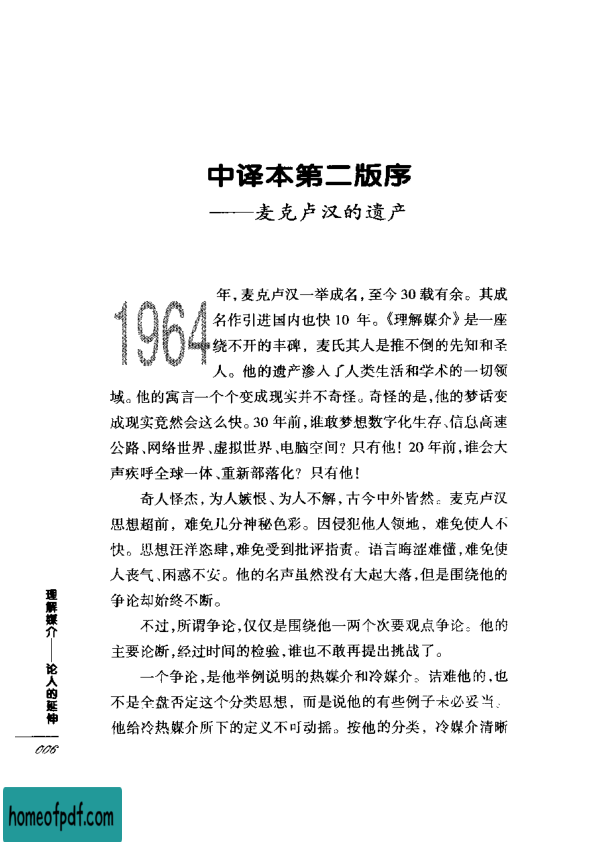 中译本第二版序
——麦克卢汉的遗产
1964 年，麦克卢汉一举成名，至今 30 载有余。其成
名作引进国内也快 10 年。《理解媒介》是一座
绕不开的丰碑，麦氏其人是推不倒的先知和圣
人。他的遗产渗入了人类生活和学术的一切领
域。他的寓言一个个变成现实并不奇怪。奇怪的是，他的梦话变
成现实竟然会这么快。30 年前，谁敢梦想数字化生存、信息高速
公路、网络世界、虚拟世界、电脑空间？只有他！20 年前，谁会大
声疾呼全球一体、重新部落化？只有他！
奇人怪杰，为人嫉恨、为人不解，古今中外皆然。麦克卢汉
思想超前，难免几分神秘色彩。因侵犯他人领地，难免使人不
快。思想汪洋恣肆，难免受到批评指责。语言晦涩难懂，难免使
人丧气、困惑不安。他的名声虽然没有大起大落，但是围绕他的
争论却始终不断。
不过，所谓争论，仅仅是围绕他一两个次要观点争论。他的
主要论断，经过时间的检验，谁也不敢再提出挑战了。
一个争论，是他举例说明的热媒介和冷媒介。诘难他的，也
不是全盘否定这个分类思想，而是说他的有些例子未必妥当。
他给冷热媒介所下的定义不可动摇。按他的分类，冷媒介清晰
理解媒介——论人的延伸
006
homeofpdf.com